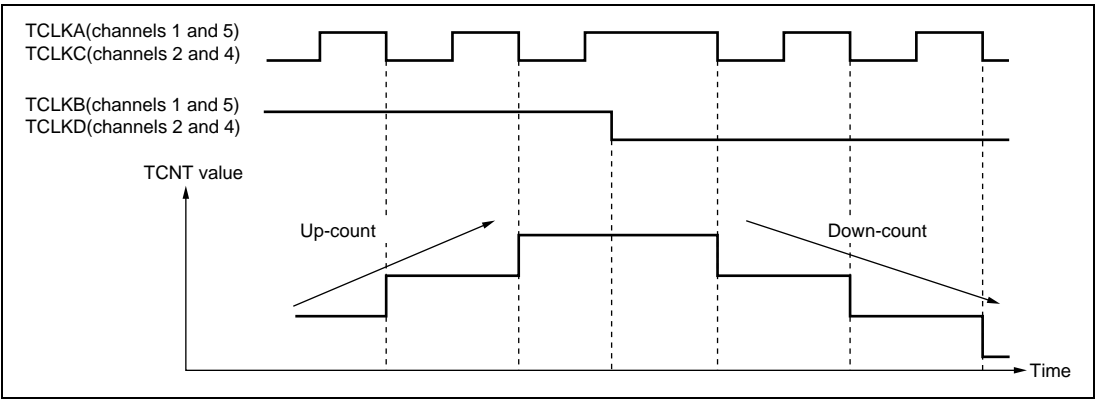 TCLKA(channels 1 and 5)
TCLKC(channels 2 and 4)
TCLKB(channels 1 and 5)
TCLKD(channels 2 and 4)
TCNT value
Up-count
Down-count
Time